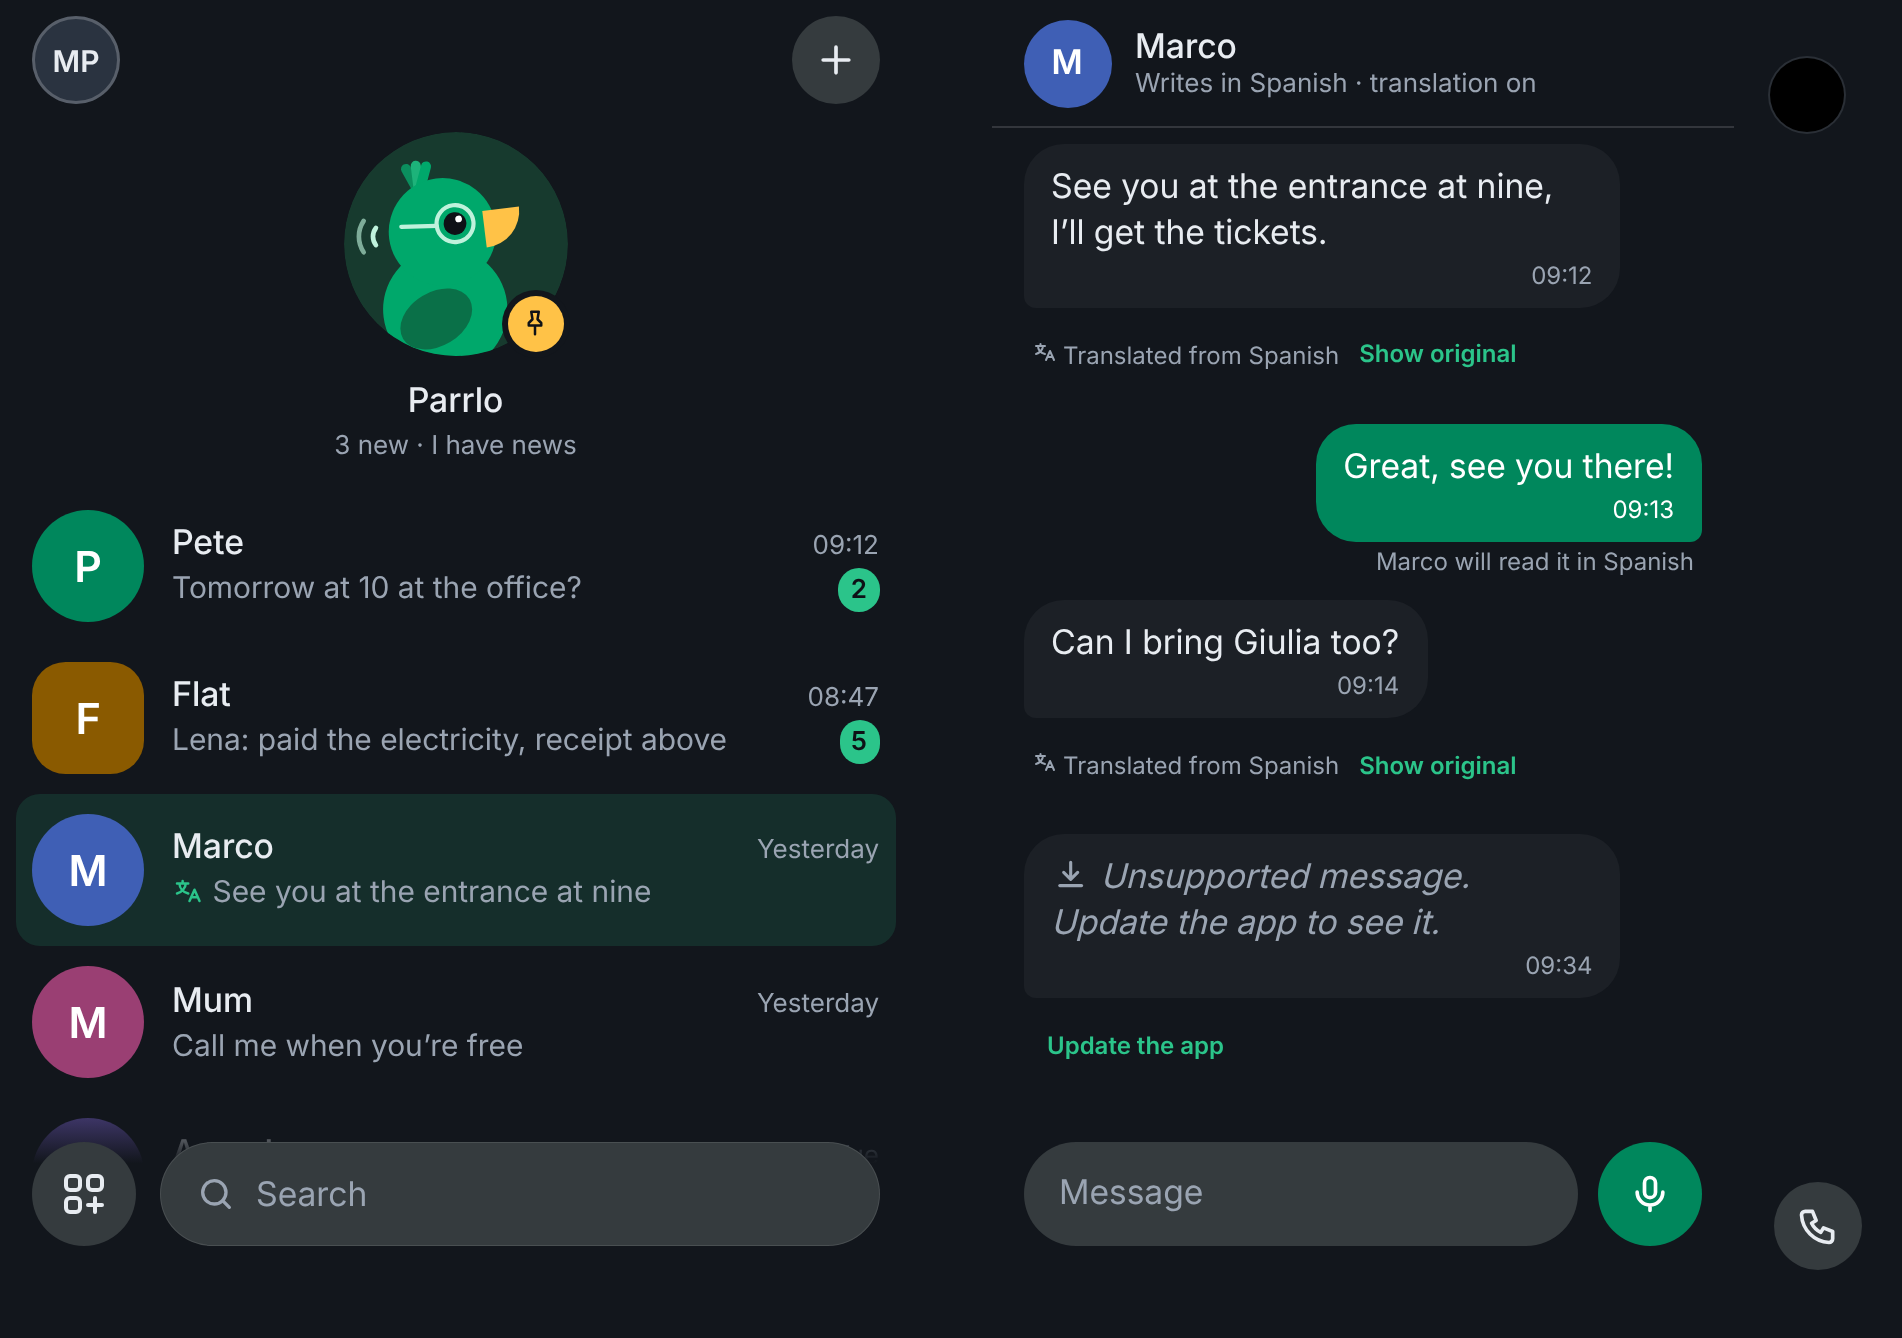 MP
Parrlo
3 new · I have news
P
Pete
09:12
Tomorrow at 10 at the office?
2
F
Flat
08:47
Lena: paid the electricity, receipt above
5
M
Marco
Yesterday
See you at the entrance at nine
M
Mum
Yesterday
Call me when you’re free
Search
M
Marco
Writes in Spanish · translation on
See you at the entrance at nine,
I’ll get the tickets.
09:12
Translated from Spanish Show original
Great, see you there!
09:13
Marco will read it in Spanish
Can I bring Giulia too?
09:14
Translated from Spanish Show original
Unsupported message.
Update the app to see it.
09:34
Update the app
Message